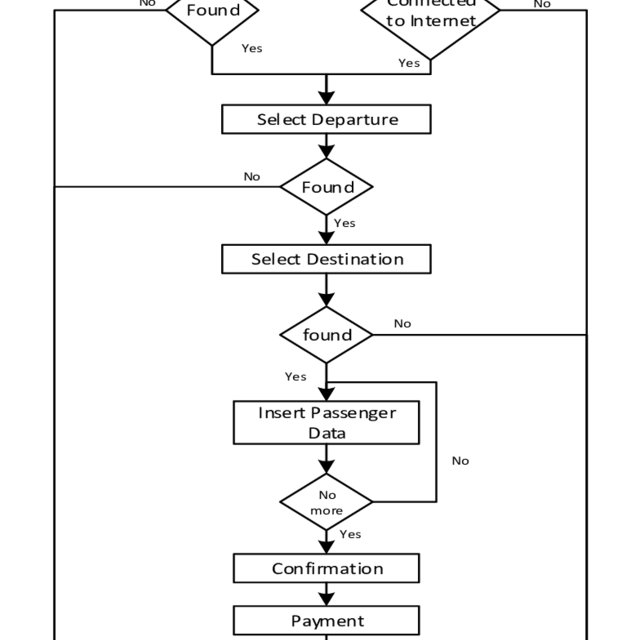 No
Found
Connected
to Internet
No
Yes
Yes
Select Departure
No
Found
Yes
Select Destination
found
No
Yes
Insert Passenger
Data
No
No
more
Yes
Confirmation
Payment